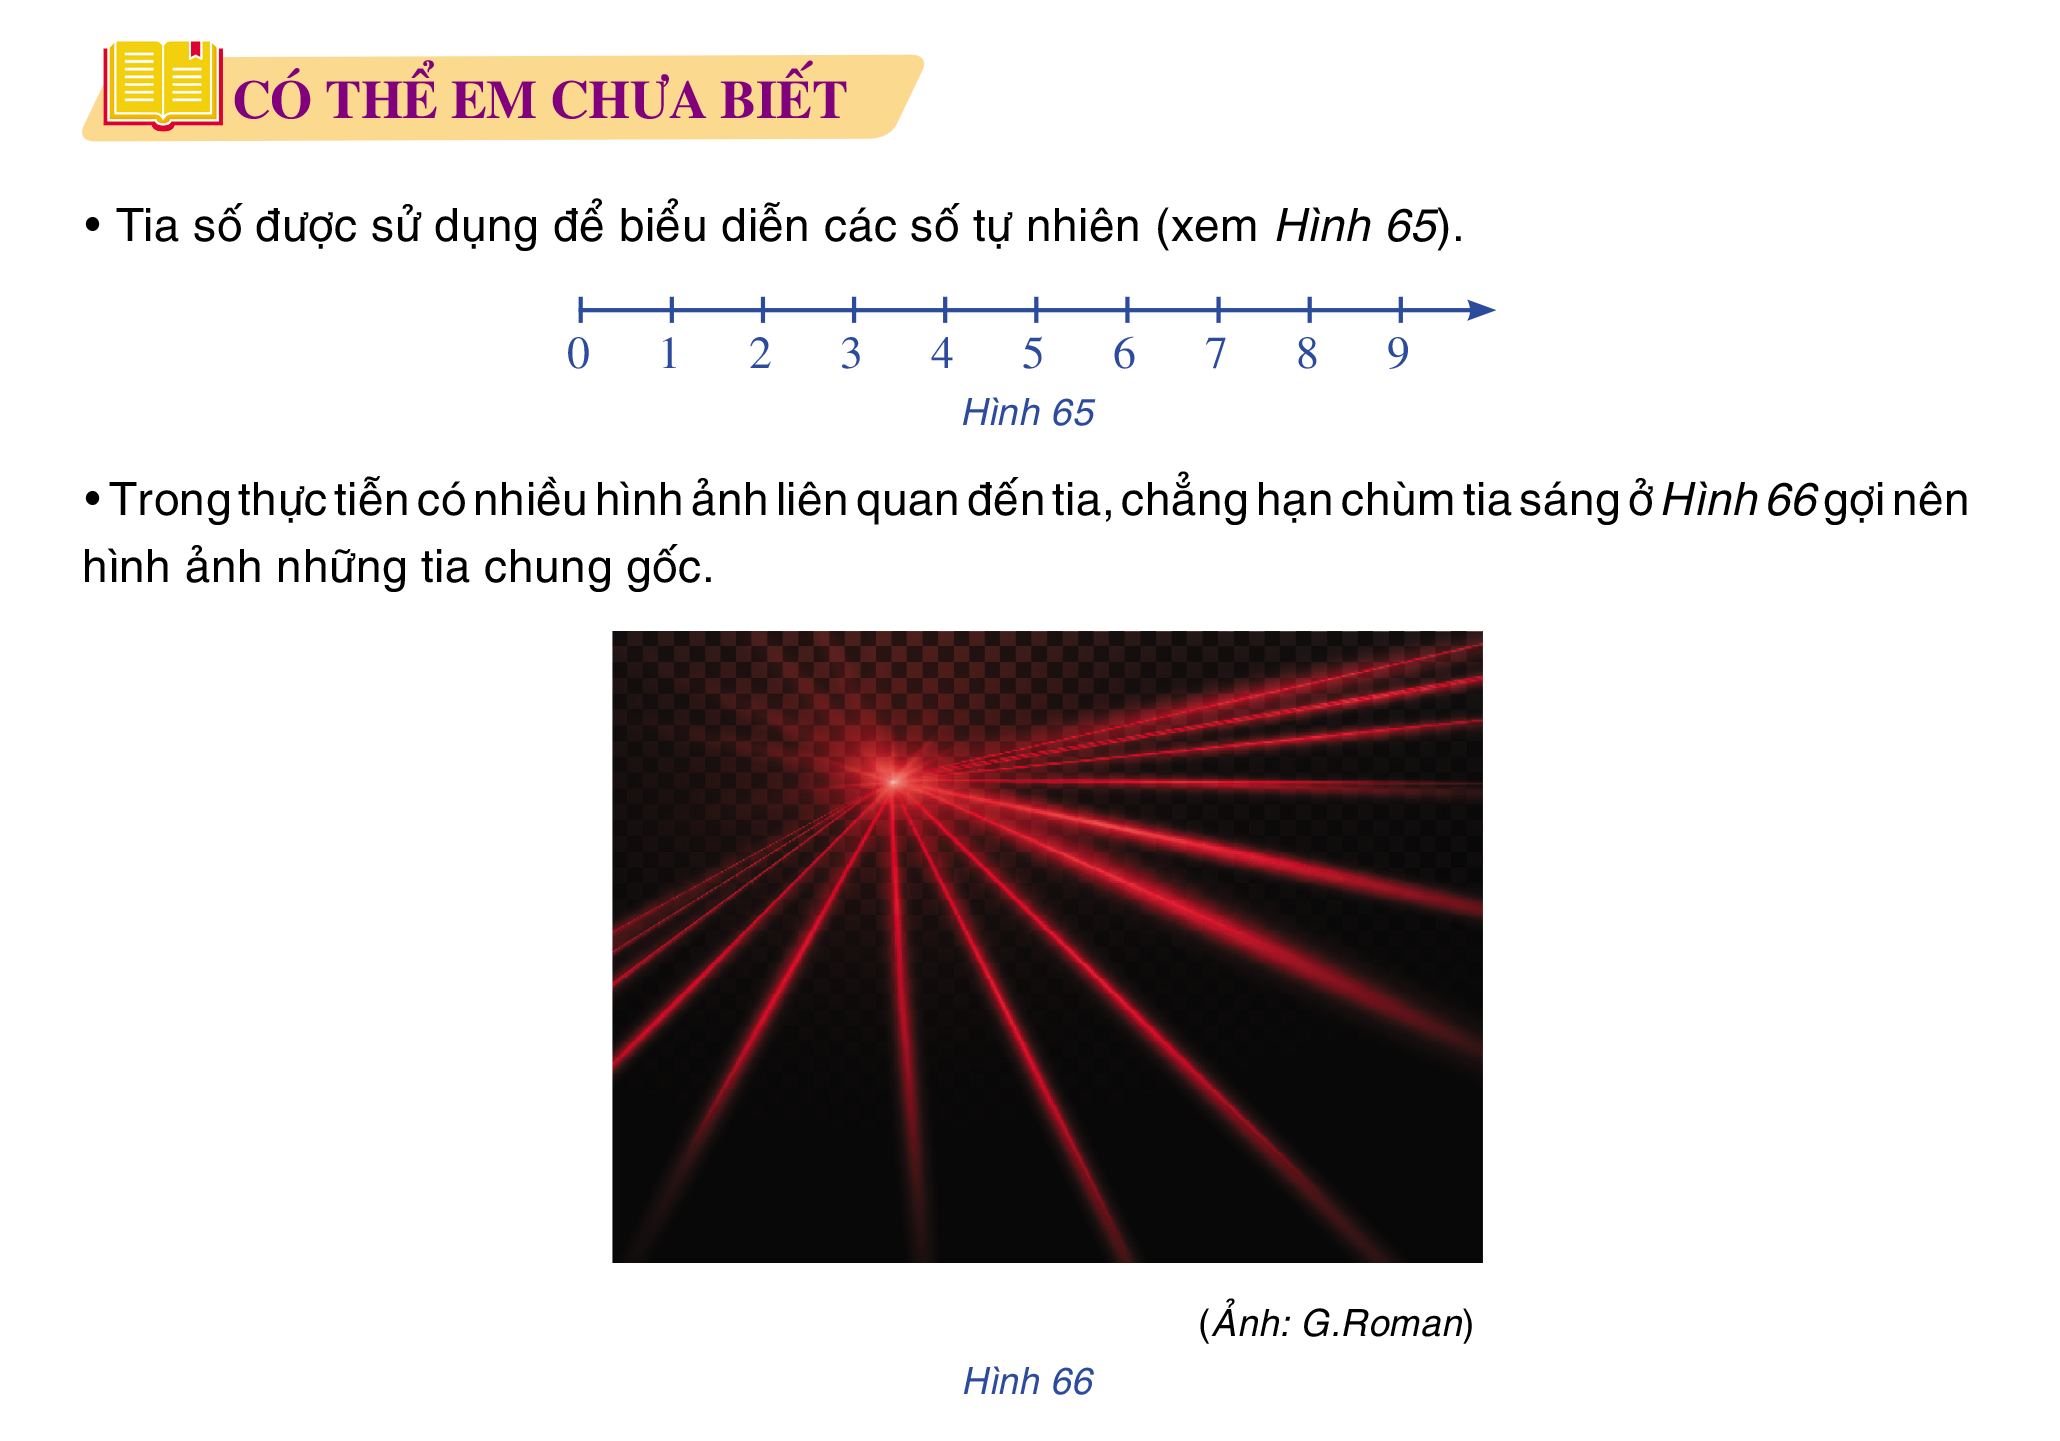 CÓ THỂ EM CHƯA BIẾT
• Tia số được sử dụng để biểu diễn các số tự nhiên (xem Hình 65).
0 1 2 3 4 5 6 7 8 9
Hình 65
• Trong thực tiễn có nhiều hình ảnh liên quan đến tia, chẳng hạn chùm tia sáng ở Hình 66 gợi nên
hình ảnh những tia chung gốc.
(Ảnh: G.Roman)
Hình 66